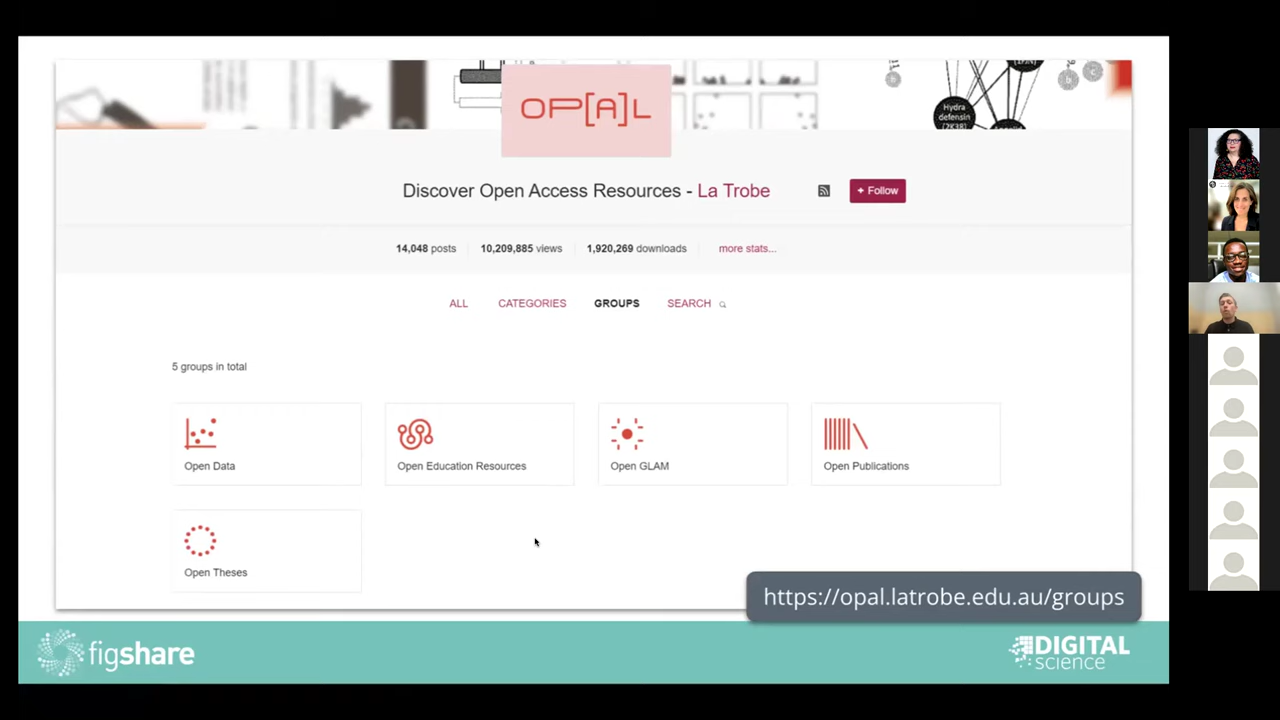 OP[A]L
Hydra
defensin
(2K3B)
b
c
Discover Open Access Resources - La Trobe
+ Follow
14,048 posts
10,209,885 views
1,920,269 downloads
more stats...
ALL
CATEGORIES
GROUPS
SEARCH
5 groups in total
Open Data
Open Education Resources
Open GLAM
Open Publications
Open Theses
https://opal.latrobe.edu.au/groups
figshare
DIGITAL
science